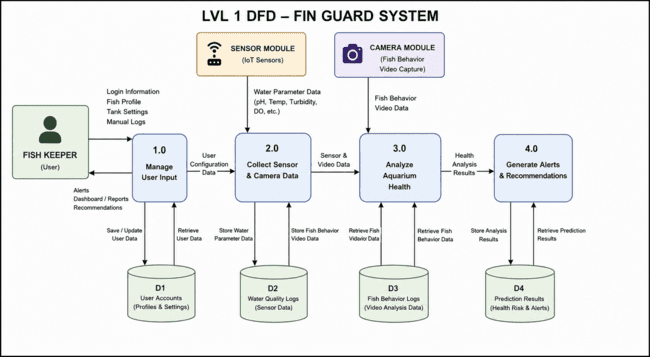 LVL 1 DFD – FIN GUARD SYSTEM
SENSOR MODULE
(IoT Sensors)
CAMERA MODULE
(Fish Behavior
Video Capture)
Login Information
Fish Profile
Tank Settings
Manual Logs
Water Parameter Data
(pH, Temp, Turbidity,
DO, etc.)
Fish Behavior
Video Data
FISH KEEPER
(User)
1.0
Manage
User Input
User
Configuration
Data
2.0
Collect Sensor
& Camera Data
Sensor &
Video Data
3.0
Analyze
Aquarium
Health
Health
Analysis
Results
4.0
Generate Alerts
& Recommendations
Alerts
Dashboard / Reports
Recommendations
Save / Update
User Data
Retrieve
User Data
Store Water
Parameter Data
Store Fish Behavior
Video Data
Retrieve Fish
Vidvior Data
Retrieve Fish
Behavior Data
Store Analysis
Results
Retrieve Prediction
Results
D1
User Accounts
(Profiles & Settings)
D2
Water Quality Logs
(Sensor Data)
D3
Fish Behavior Logs
(Video Analysis Data)
D4
Prediction Results
(Health Risk & Alerts)